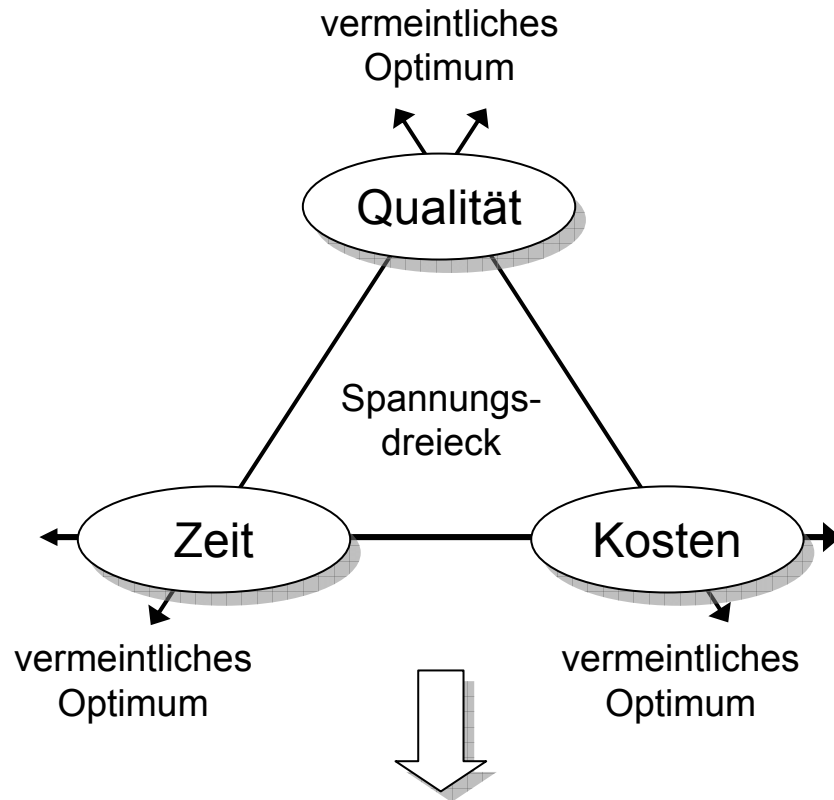 vermeintliches
Optimum
Qualität
Spannungs-
dreieck
Zeit
Kosten
vermeintliches
Optimum
vermeintliches
Optimum